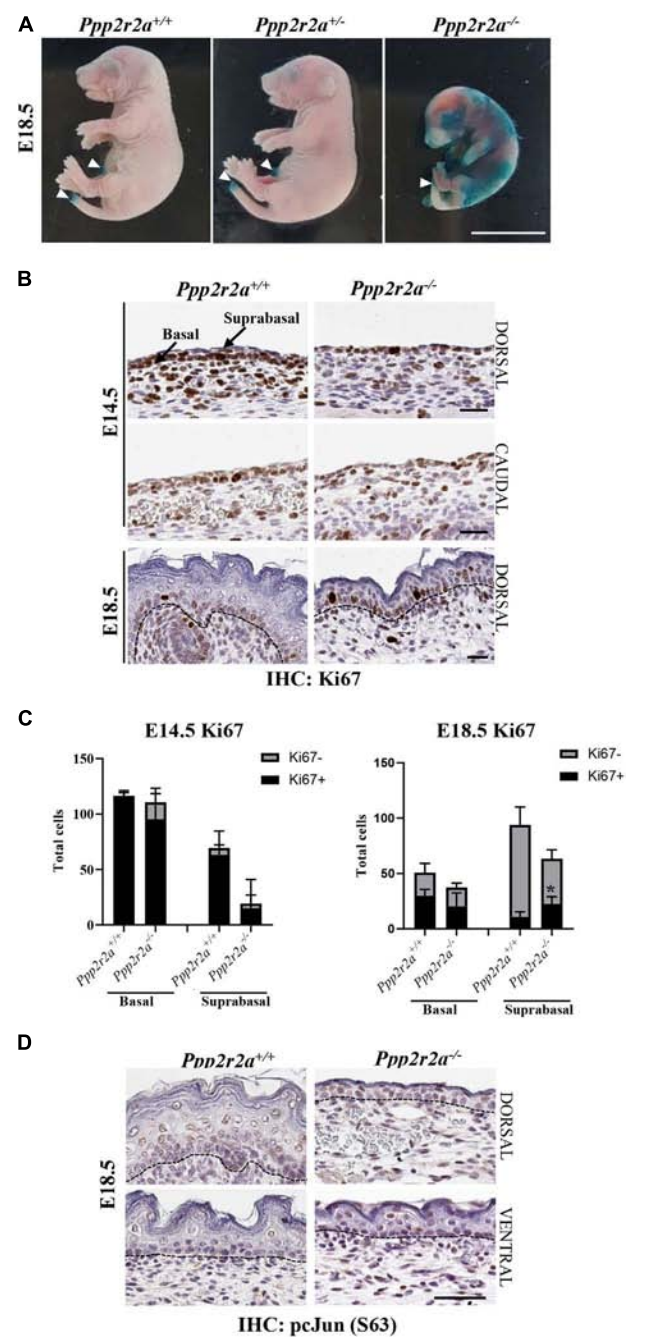 A
Ppp2r2a+/+ Ppp2r2a+/- Ppp2r2a-/-
E18.5
B
Ppp2r2a+/+ Ppp2r2a-/-
Basal Suprabasal
E14.5
DORSAL
CAUDAL
E18.5
DORSAL
IHC: Ki67
C
E14.5 Ki67
Ki67-
Ki67+
Total cells
150
100
50
0
Ppp2r2a+/+ Ppp2r2a-/- Ppp2r2a+/+ Ppp2r2a-/-
Basal Suprabasal
E18.5 Ki67
Ki67-
Ki67+
Total cells
150
100
50
0
*
Ppp2r2a+/+ Ppp2r2a-/- Ppp2r2a+/+ Ppp2r2a-/-
Basal Suprabasal
D
Ppp2r2a+/+ Ppp2r2a-/-
E18.5
DORSAL
VENTRAL
IHC: pcJun (S63)